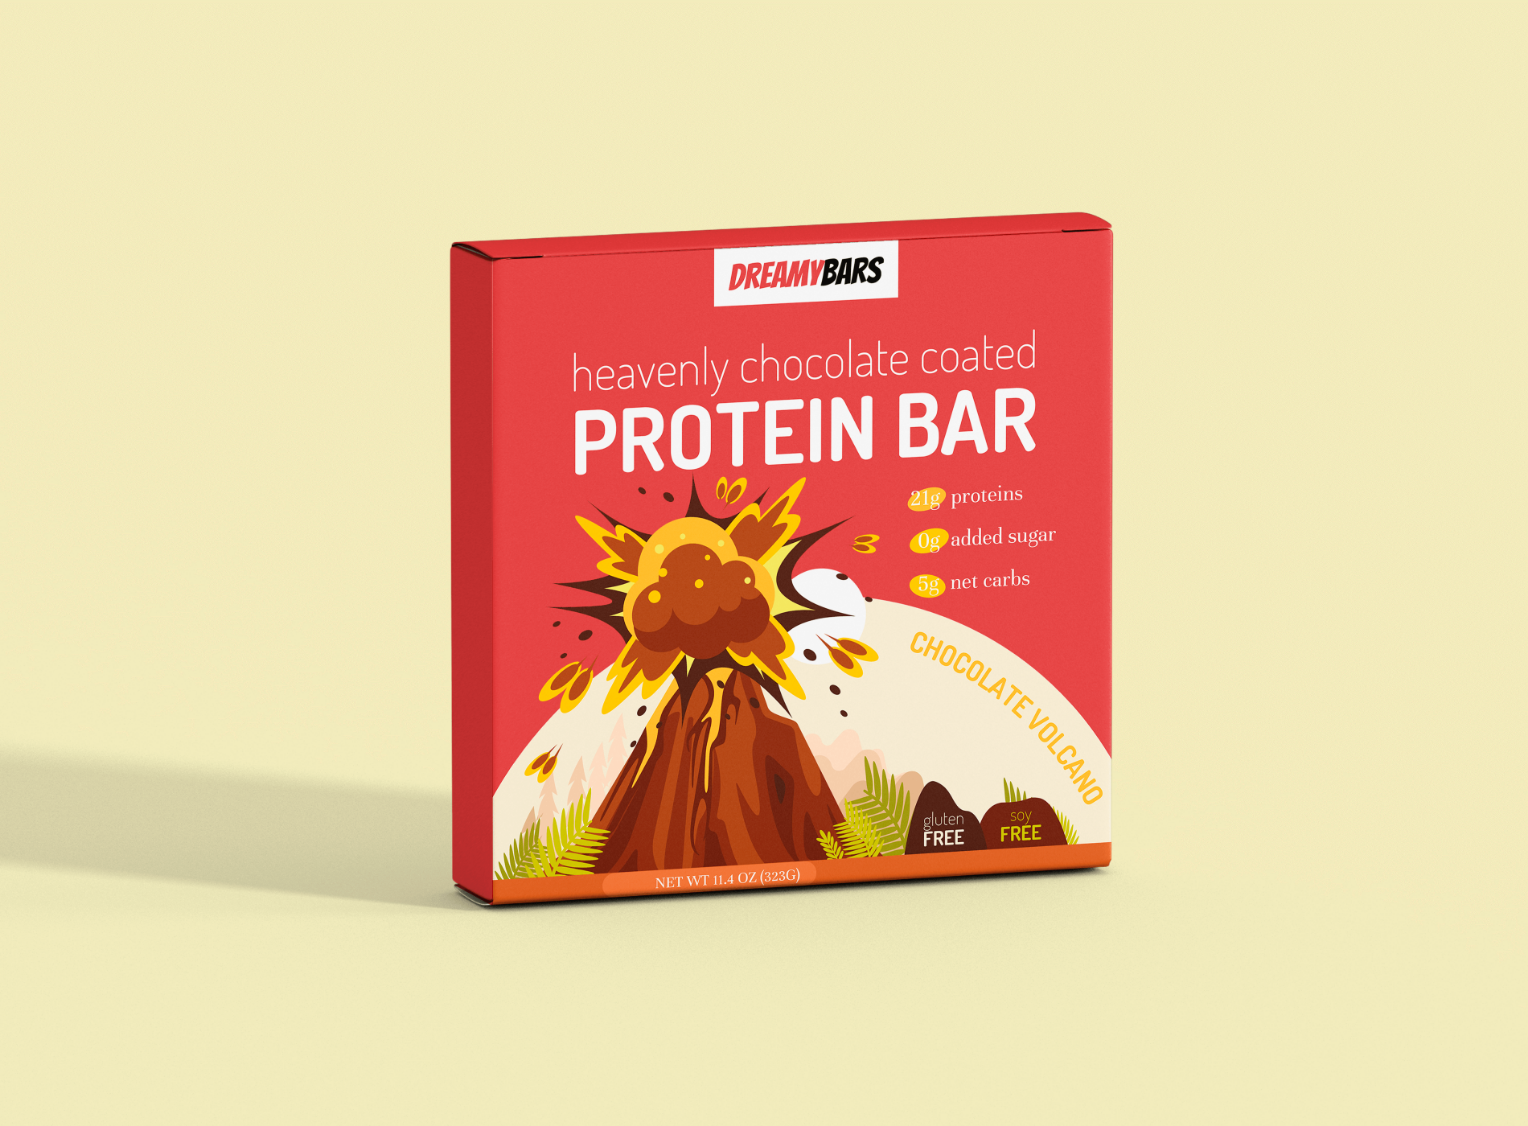 DREAMYBARS
heavenly chocolate coated
PROTEIN BAR
21g proteins
0g added sugar
5g net carbs
CHOCOLATE VOLCANO
gluten
FREE
soy
FREE
NET WT 11.4 OZ (323G)